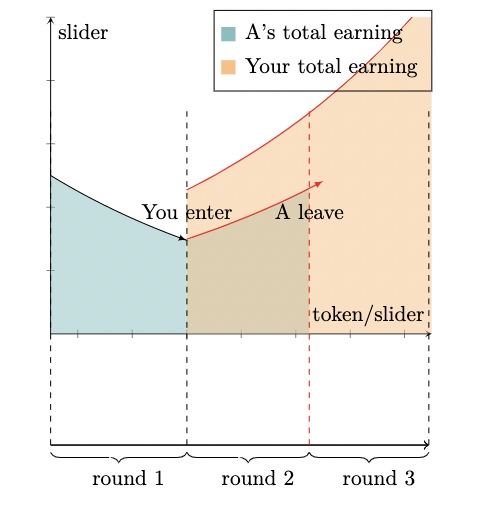 slider
A's total earning
Your total earning
You enter
A leave
token/slider
round 1
round 2
round 3